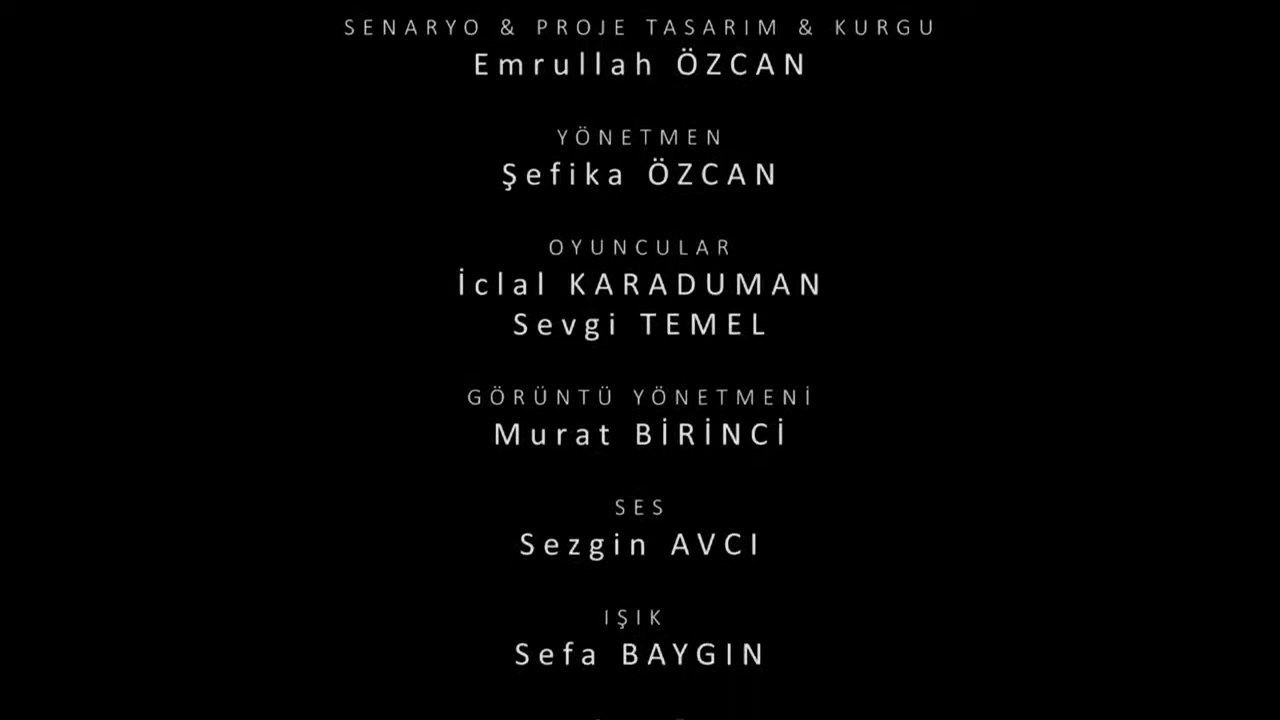 SENARYO & PROJE TASARIM & KURGU
Emrullah ÖZCAN
YÖNETMEN
Şefika ÖZCAN
OYUNCULAR
İclal KARADUMAN
Sevgi TEMEL
GÖRÜNTÜ YÖNETMENİ
Murat BİRİNCİ
SES
Sezgin AVCI
IŞIK
Sefa BAYGIN